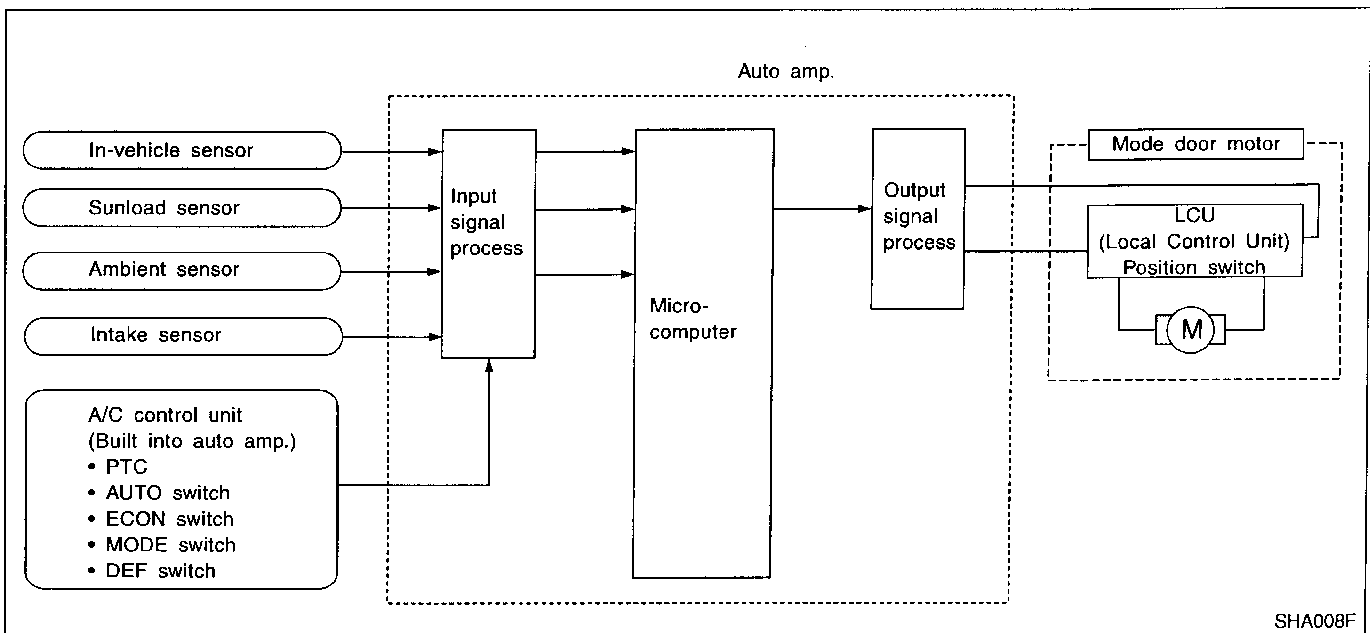 Auto amp.
In-vehicle sensor
Sunload sensor
Ambient sensor
Intake sensor
A/C control unit
(Built into auto amp.)
• PTC
• AUTO switch
• ECON switch
• MODE switch
• DEF switch
Input
signal
process
Micro-
computer
Output
signal
process
Mode door motor
LCU
(Local Control Unit)
Position switch
M
SHA008F